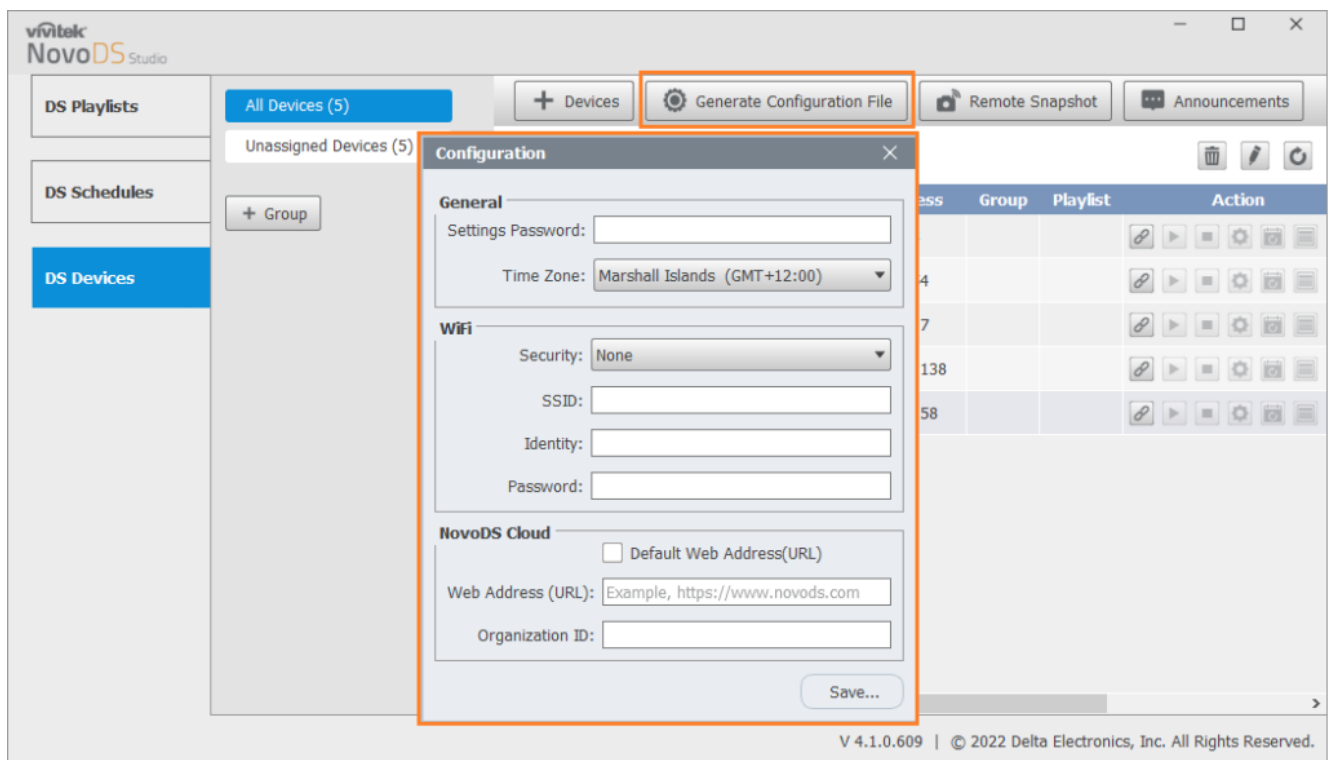 vivitek
NovoDS Studio
DS Playlists
DS Schedules
DS Devices
All Devices (5)
Unassigned Devices (5)
+ Group
+ Devices
Generate Configuration File
Remote Snapshot
Announcements
Configuration
General
Settings Password:
Time Zone: Marshall Islands (GMT+12:00)
WiFi
Security: None
SSID:
Identity:
Password:
NovoDS Cloud
Default Web Address(URL)
Web Address (URL): Example, https://www.novods.com
Organization ID:
Save...
Group Playlist Action
4
7
138
58
V 4.1.0.609 | © 2022 Delta Electronics, Inc. All Rights Reserved.